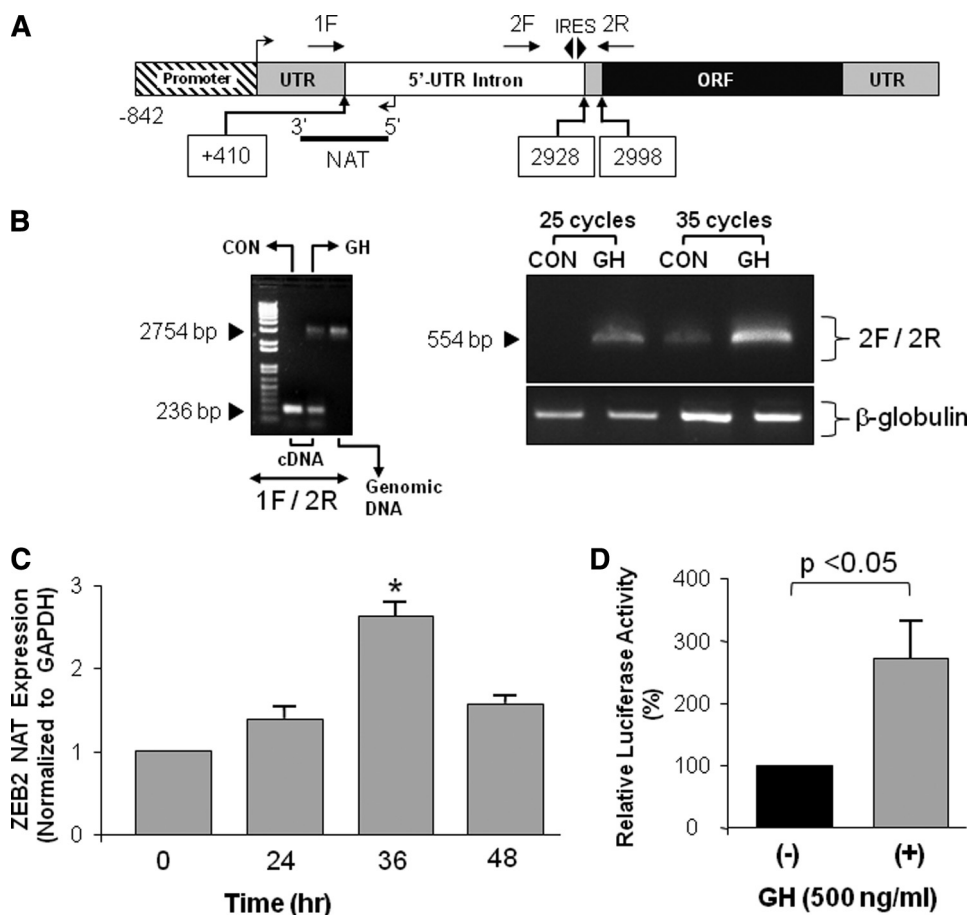 A
1F
2F
IRES
2R
Promoter
UTR
5'-UTR Intron
ORF
UTR
-842
3'
5'
+410
NAT
2928
2998
B
CON
GH
2754 bp
236 bp
cDNA
1F / 2R
Genomic
DNA
25 cycles
35 cycles
CON
GH
CON
GH
554 bp
2F / 2R
β-globulin
C
ZEB2 NAT Expression
(Normalized to GAPDH)
3
2
1
0
*
0
24
36
48
Time (hr)
D
p <0.05
Relative Luciferase Activity
(%)
400
300
200
100
0
(-)
(+)
GH (500 ng/ml)